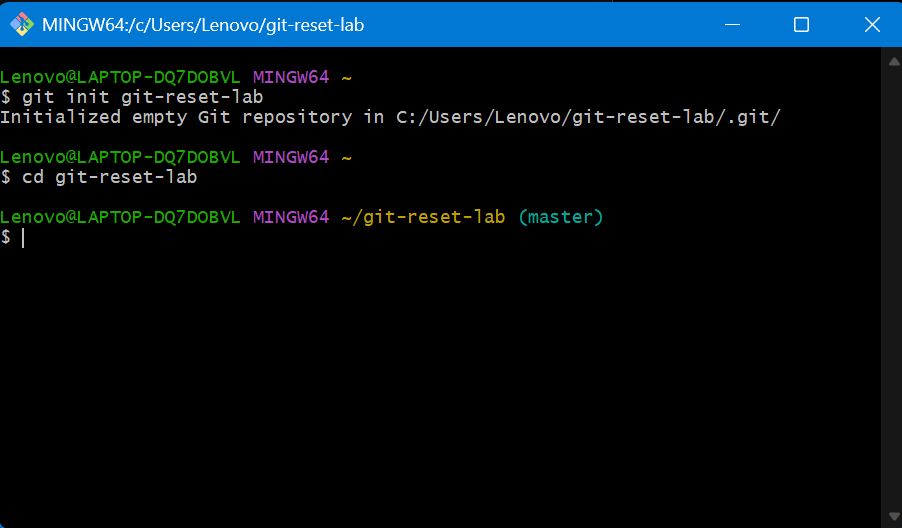 MINGW64:/c/Users/Lenovo/git-reset-lab
Lenovo@LAPTOP-DQ7DOBVL MINGW64 ~
$ git init git-reset-lab
Initialized empty Git repository in C:/Users/Lenovo/git-reset-lab/.git/
Lenovo@LAPTOP-DQ7DOBVL MINGW64 ~
$ cd git-reset-lab
Lenovo@LAPTOP-DQ7DOBVL MINGW64 ~/git-reset-lab (master)
$